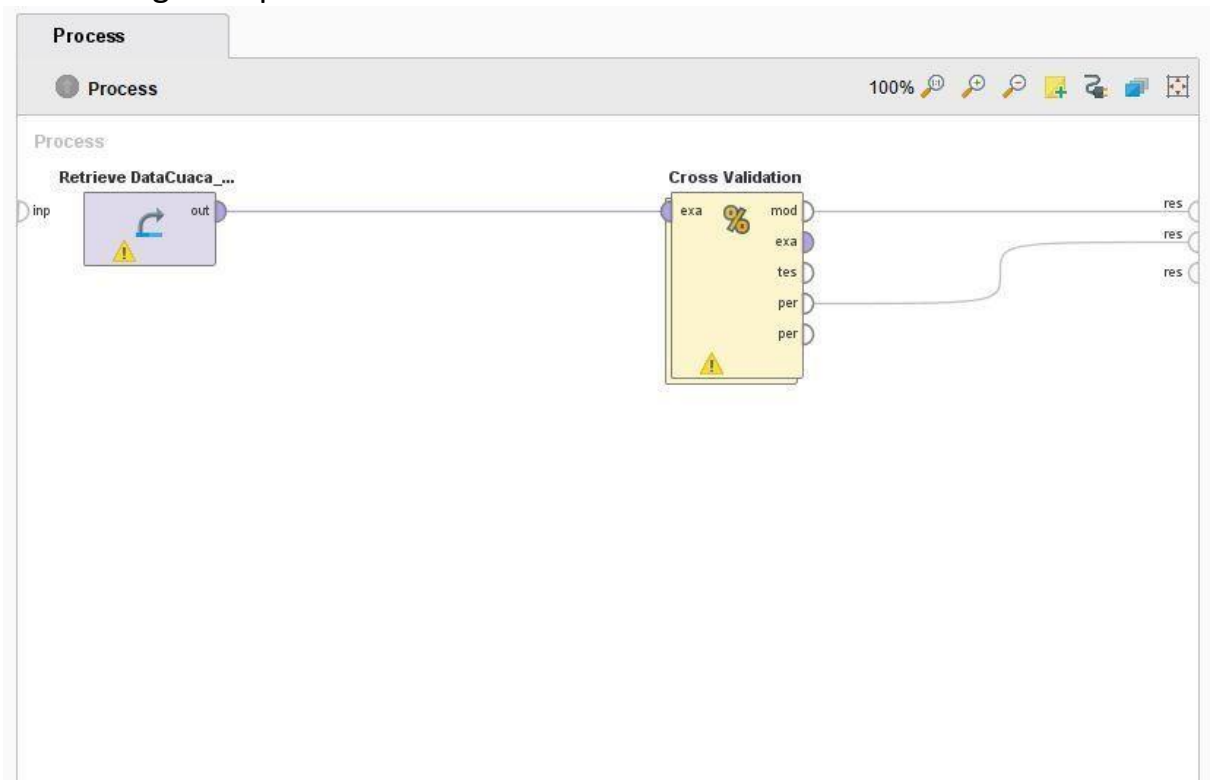 Process
Process
100%
Process
Retrieve DataCuaca_...
Cross Validation
inp
out
exa
mod
exa
tes
per
per
res
res
res